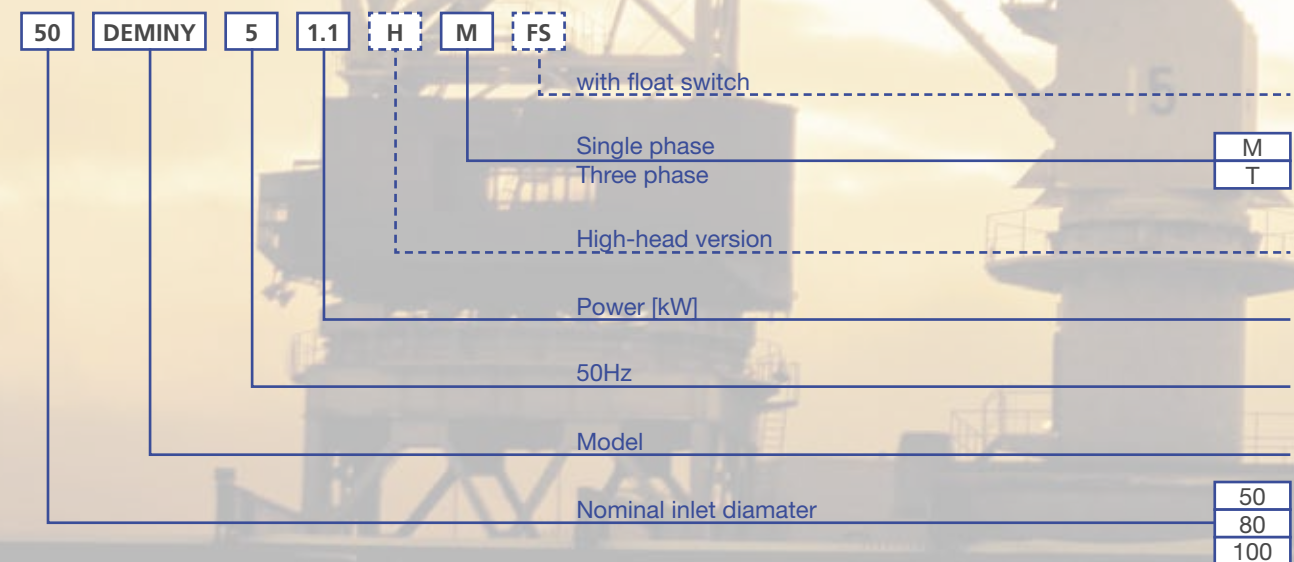 50 DEMINY 5 1.1 H M FS
with float switch
Single phase M
Three phase T
High-head version
Power [kW]
50Hz
Model
Nominal inlet diamater 50
80
100
5